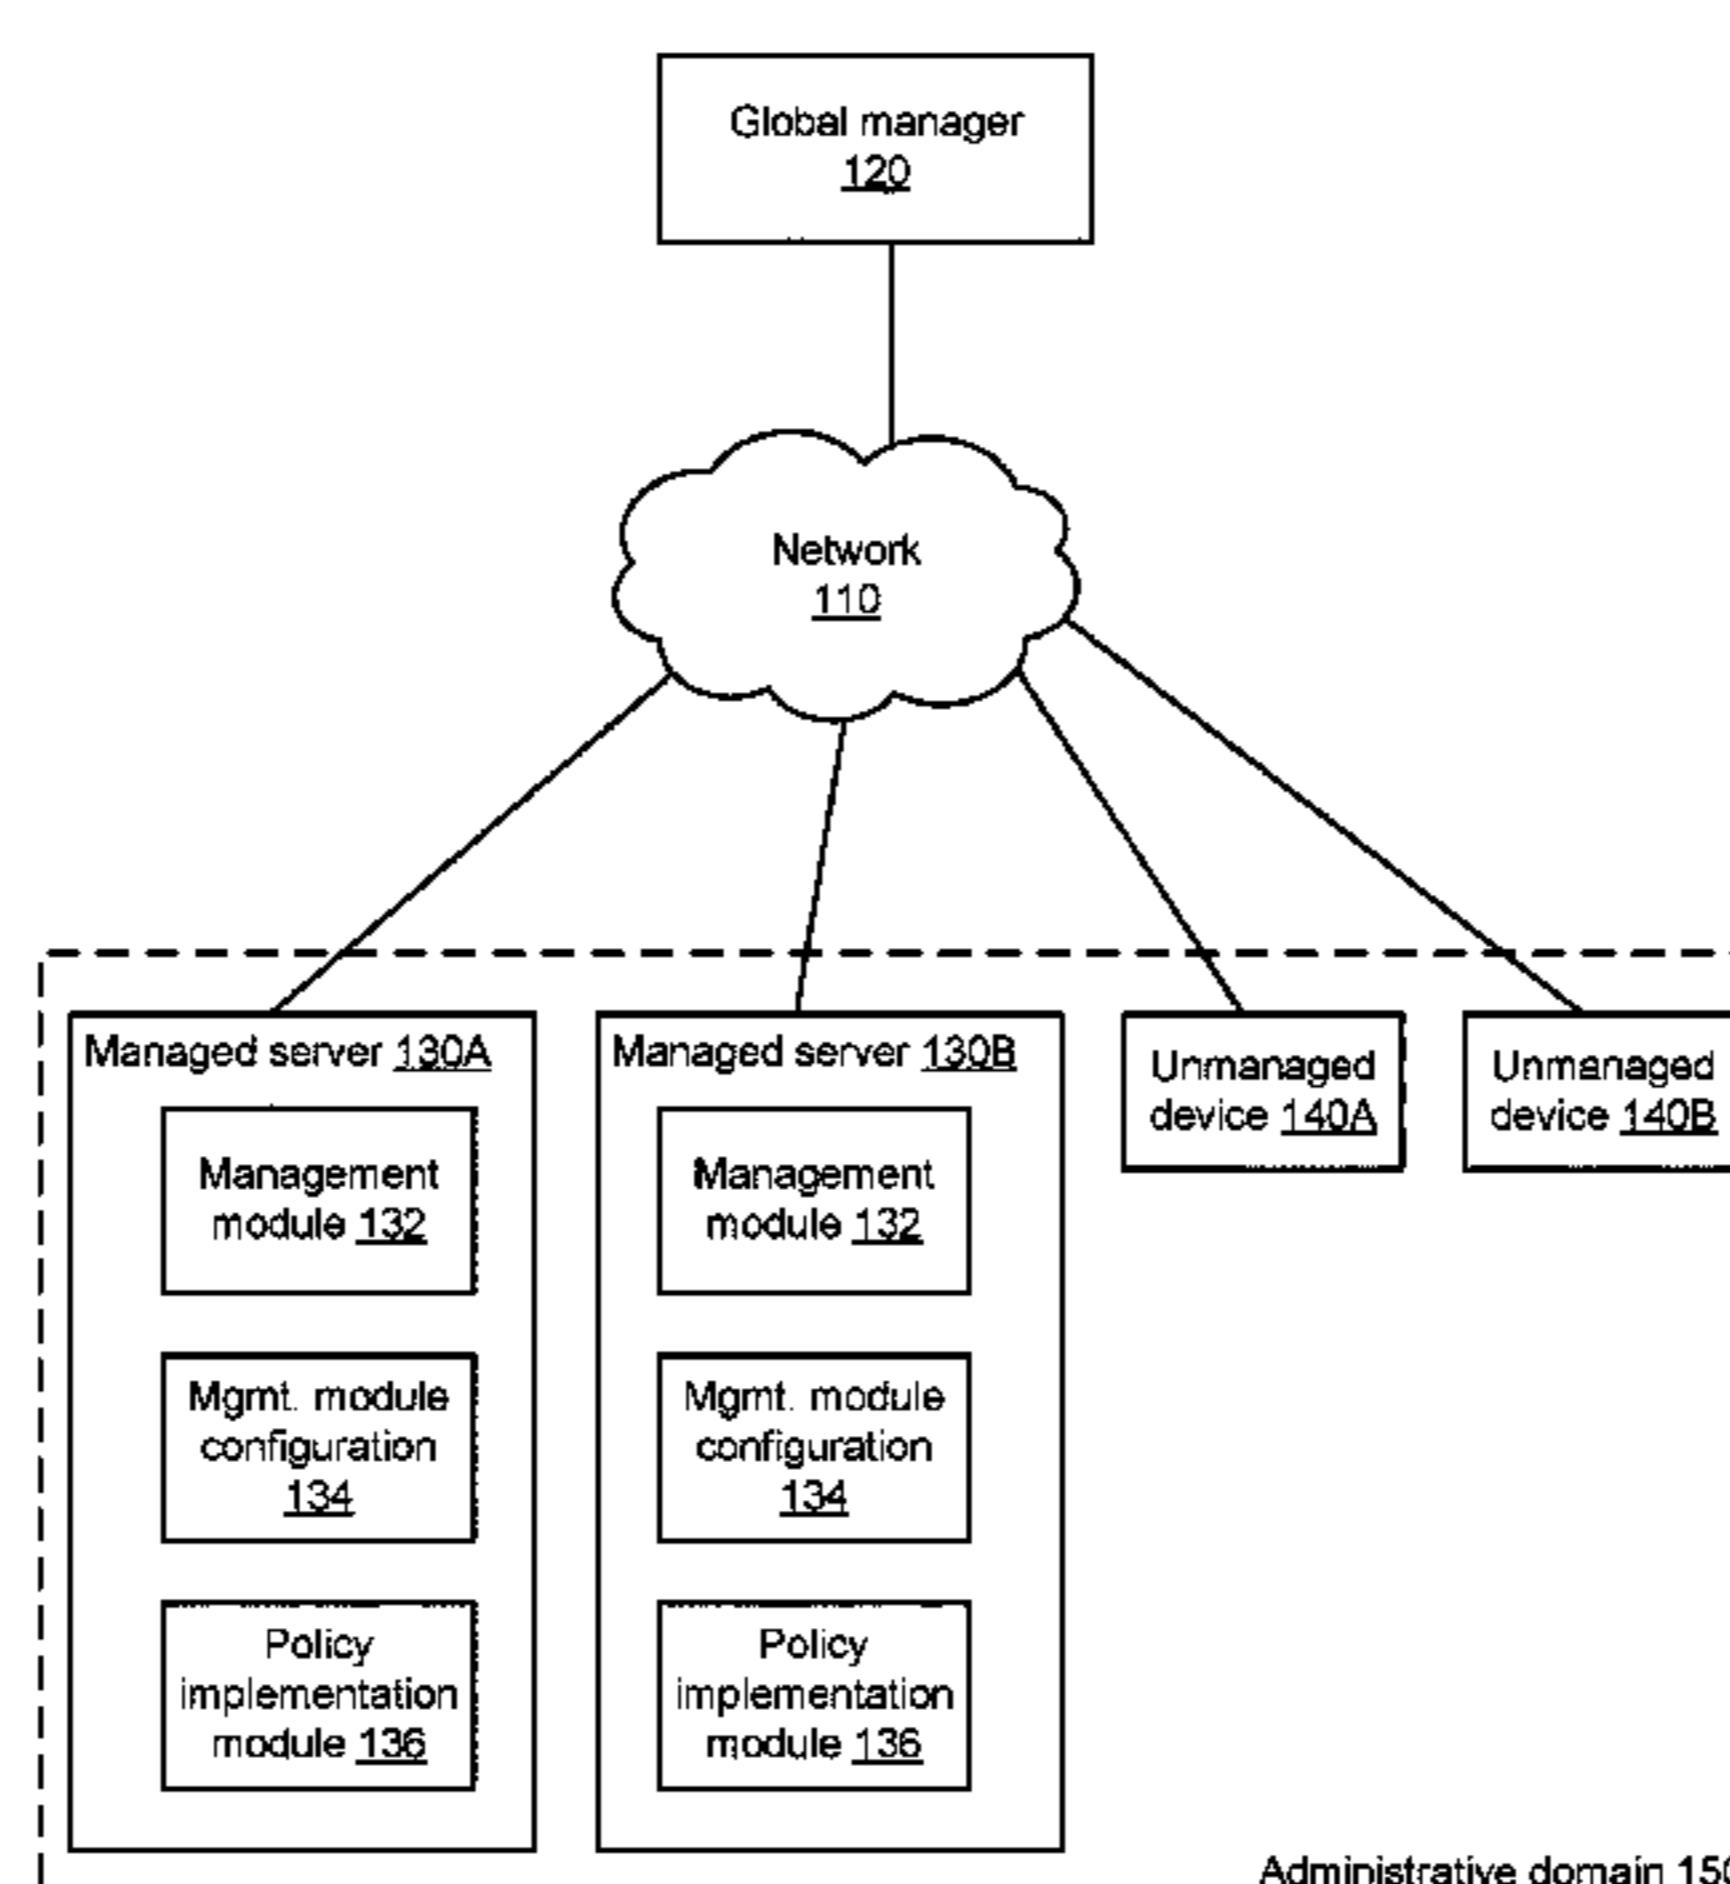 Global manager
120
Network
110
Managed server 130A
Management
module 132
Mgmt. module
configuration
134
Policy
implementation
module 136
Managed server 130B
Management
module 132
Mgmt. module
configuration
134
Policy
implementation
module 136
Unmanaged
device 140A
Unmanaged
device 140B
Administrative domain 150